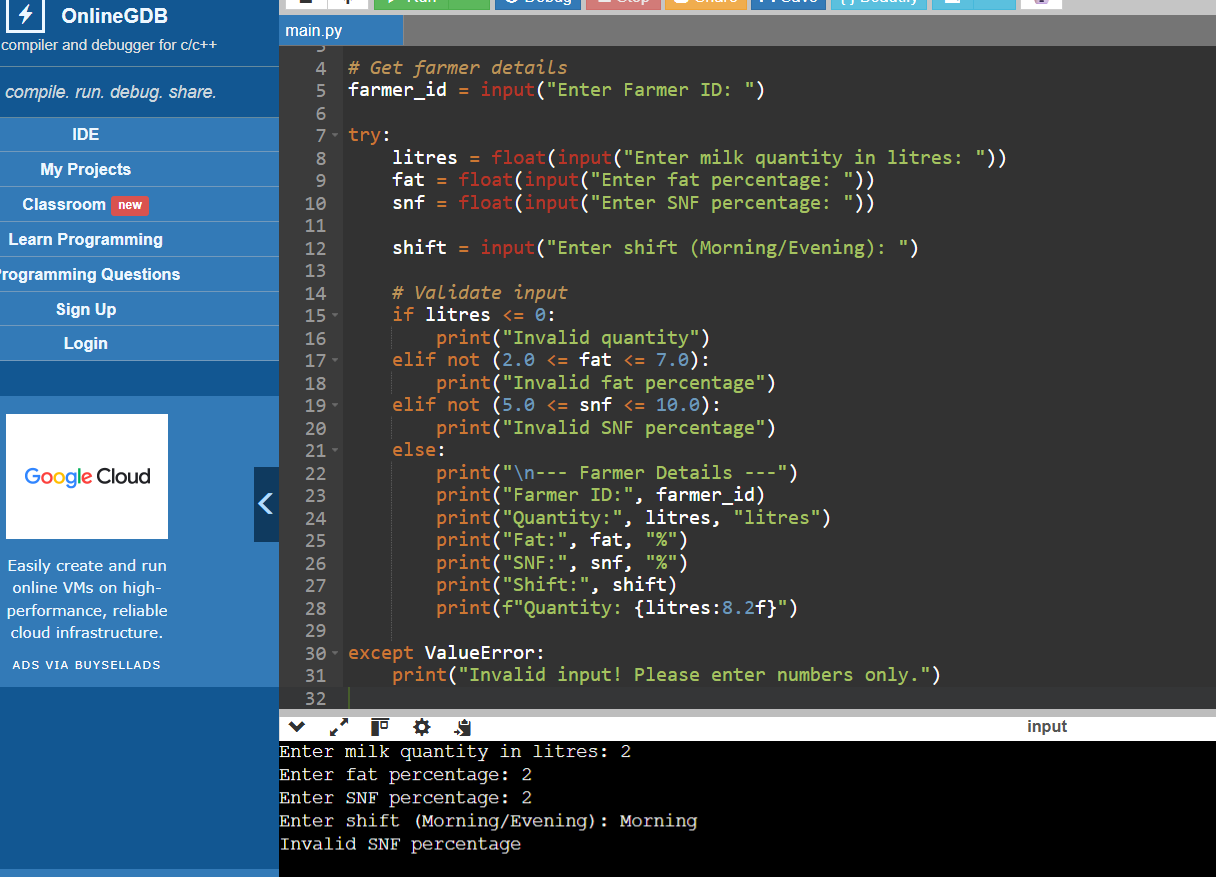 OnlineGDB
compiler and debugger for c/c++
compile. run. debug. share.
IDE
My Projects
Classroom new
Learn Programming
Programming Questions
Sign Up
Login
Google Cloud
Easily create and run
online VMs on high-
performance, reliable
cloud infrastructure.
ADS VIA BUYSELLADS
main.py
4 # Get farmer details
5 farmer_id = input("Enter Farmer ID: ")
6
7 try:
8 litres = float(input("Enter milk quantity in litres: "))
9 fat = float(input("Enter fat percentage: "))
10 snf = float(input("Enter SNF percentage: "))
11
12 shift = input("Enter shift (Morning/Evening): ")
13
14 # Validate input
15 if litres <= 0:
16 print("Invalid quantity")
17 elif not (2.0 <= fat <= 7.0):
18 print("Invalid fat percentage")
19 elif not (5.0 <= snf <= 10.0):
20 print("Invalid SNF percentage")
21 else:
22 print("\n--- Farmer Details ---")
23 print("Farmer ID:", farmer_id)
24 print("Quantity:", litres, "litres")
25 print("Fat:", fat, "%")
26 print("SNF:", snf, "%")
27 print("Shift:", shift)
28 print(f"Quantity: {litres:8.2f}")
29
30 except ValueError:
31 print("Invalid input! Please enter numbers only.")
32
input
Enter milk quantity in litres: 2
Enter fat percentage: 2
Enter SNF percentage: 2
Enter shift (Morning/Evening): Morning
Invalid SNF percentage